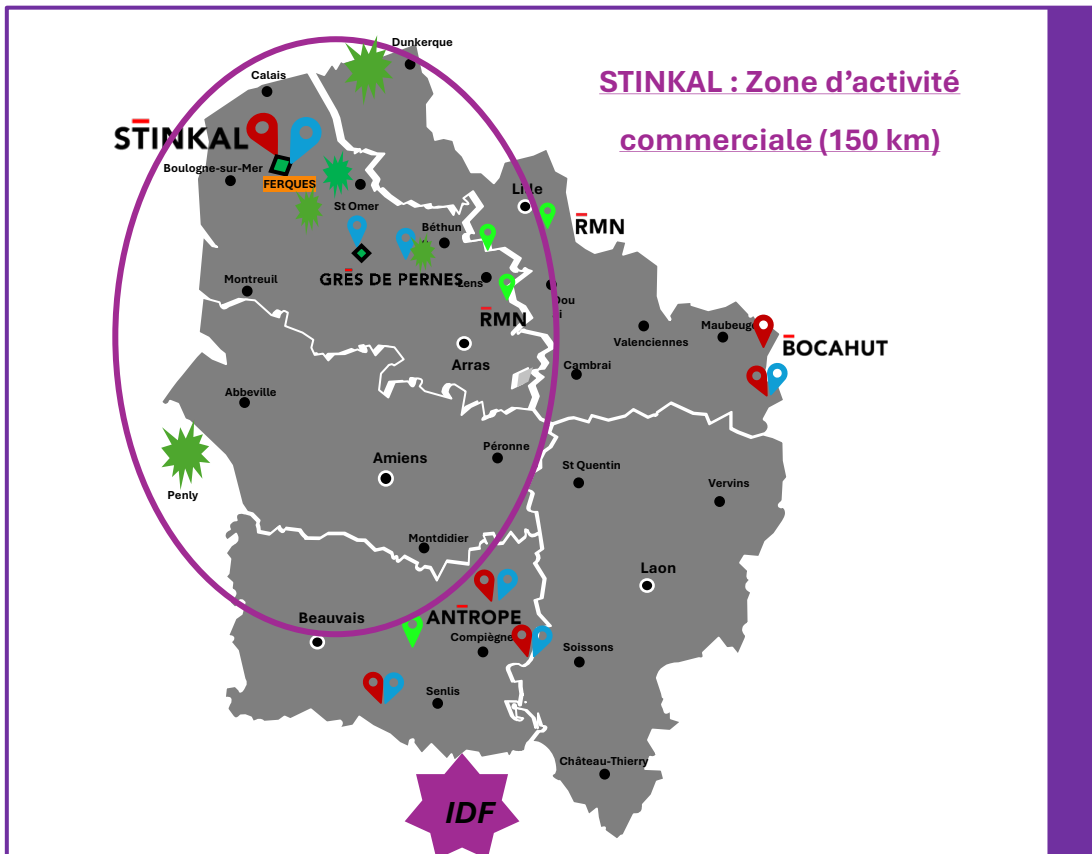 STINKAL : Zone d'activité
commerciale (150 km)
Dunkerque
Calais
STINKAL
Boulogne-sur-Mer
FERQUES
St Omer
Lille
RMN
Béthun
GRÈS DE PERNES
Lens
Montreuil
RMN
Dou
ai
Valenciennes
Maubeuge
BOCAHUT
Arras
Cambrai
Abbeville
Péronne
Amiens
St Quentin
Vervins
Penly
Montdidier
Laon
Beauvais
ANTROPE
Compiègne
Soissons
Senlis
Château-Thierry
IDF